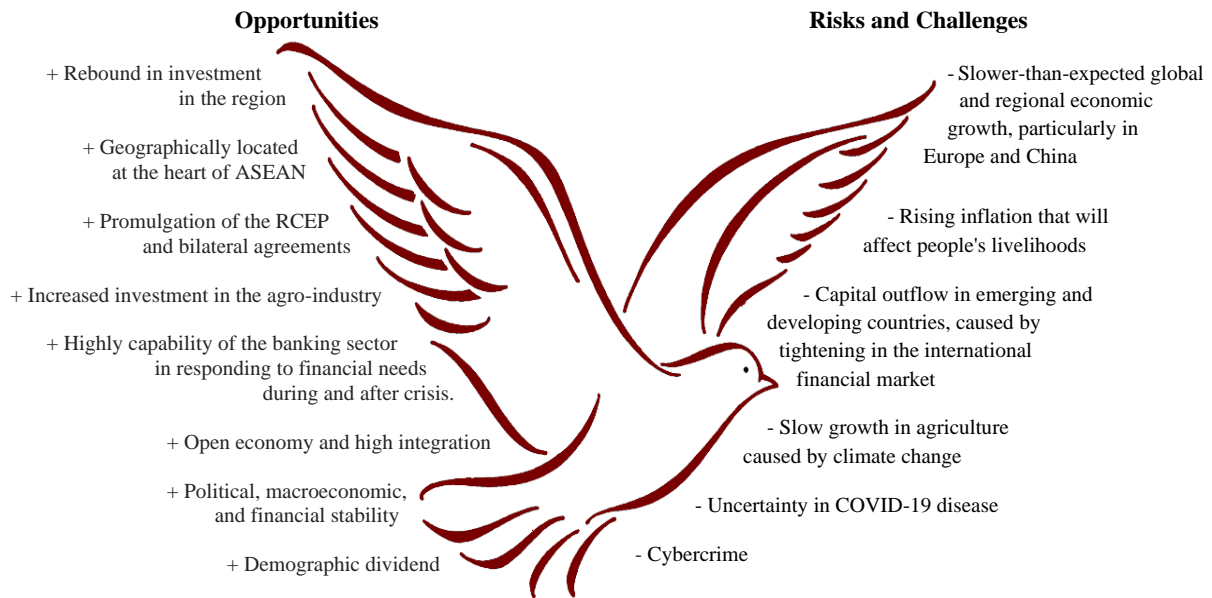 Opportunities
+ Rebound in investment
in the region
+ Geographically located
at the heart of ASEAN
+ Promulgation of the RCEP
and bilateral agreements
+ Increased investment in the agro-industry
+ Highly capability of the banking sector
in responding to financial needs
during and after crisis.
+ Open economy and high integration
+ Political, macroeconomic,
and financial stability
+ Demographic dividend
Risks and Challenges
- Slower-than-expected global
and regional economic
growth, particularly in
Europe and China
- Rising inflation that will
affect people's livelihoods
- Capital outflow in emerging and
developing countries, caused by
tightening in the international
financial market
- Slow growth in agriculture
caused by climate change
- Uncertainty in COVID-19 disease
- Cybercrime